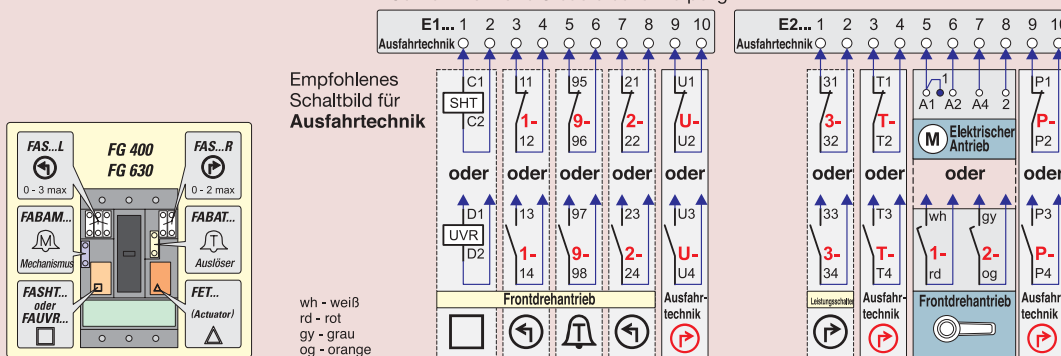 E1... 1 2 3 4 5 6 7 8 9 10
Ausfahrtechnik
E2... 1 2 3 4 5 6 7 8 9 10
Ausfahrtechnik
Empfohlenes
Schaltbild für
Ausfahrtechnik
C1
SHT
C2
11
1-
12
95
9-
96
21
2-
22
U1
U-
U2
31
3-
32
T1
T-
T2
1
A1 A2 A4 2
M Elektrischer
Antrieb
P1
P-
P2
oder oder oder oder oder
oder oder oder oder
D1
UVR
D2
13
1-
14
97
9-
98
23
2-
24
U3
U-
U4
33
3-
34
T3
T-
T4
wh
1-
rd
gy
2-
og
P3
P-
P4
Frontdrehantrieb
Ausfahr-
technik
Leistungsschalter
Ausfahr-
technik
Frontdrehantrieb
Ausfahr-
technik
T
wh - weiß
rd - rot
gy - grau
og - orange
FAS...L
0 - 3 max
FG 400
FG 630
FAS...R
0 - 2 max
FABAM...
M
Mechanismus
FABAT...
T
Auslöser
FASHT...
oder
FAUVR...
FET...
(Actuator)